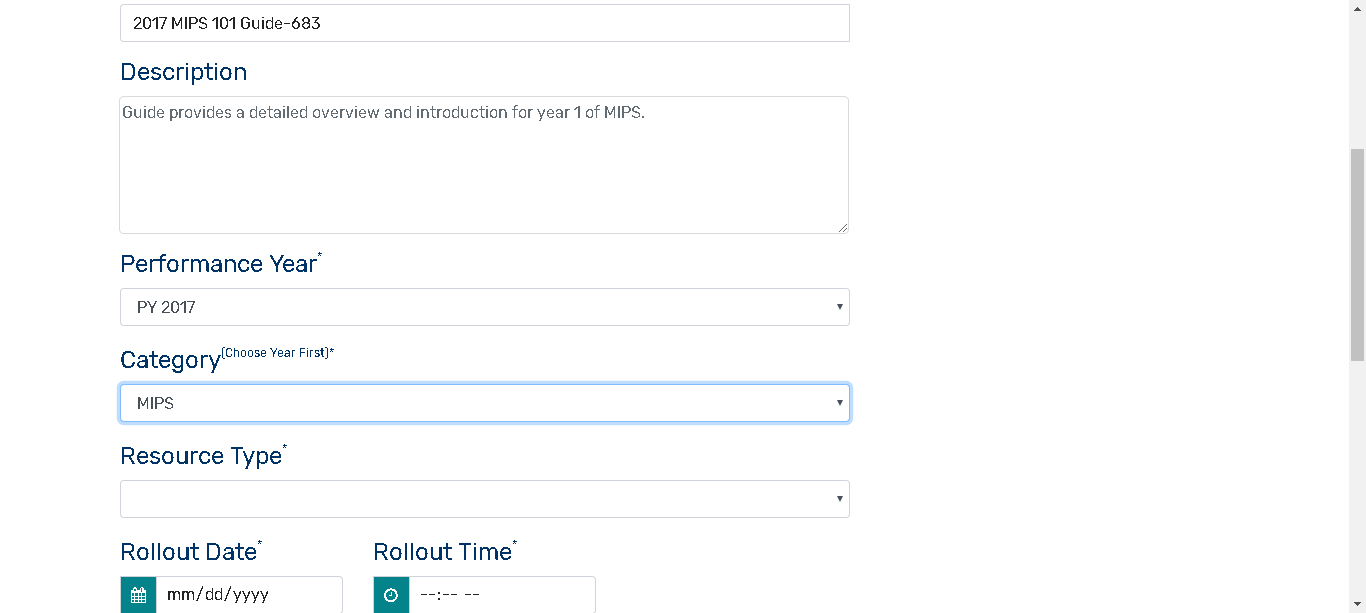 2017 MIPS 101 Guide-683
Description
Guide provides a detailed overview and introduction for year 1 of MIPS.
Performance Year*
PY 2017
Category(Choose Year First)*
MIPS
Resource Type*
Rollout Date* Rollout Time*
mm/dd/yyyy --:-- --